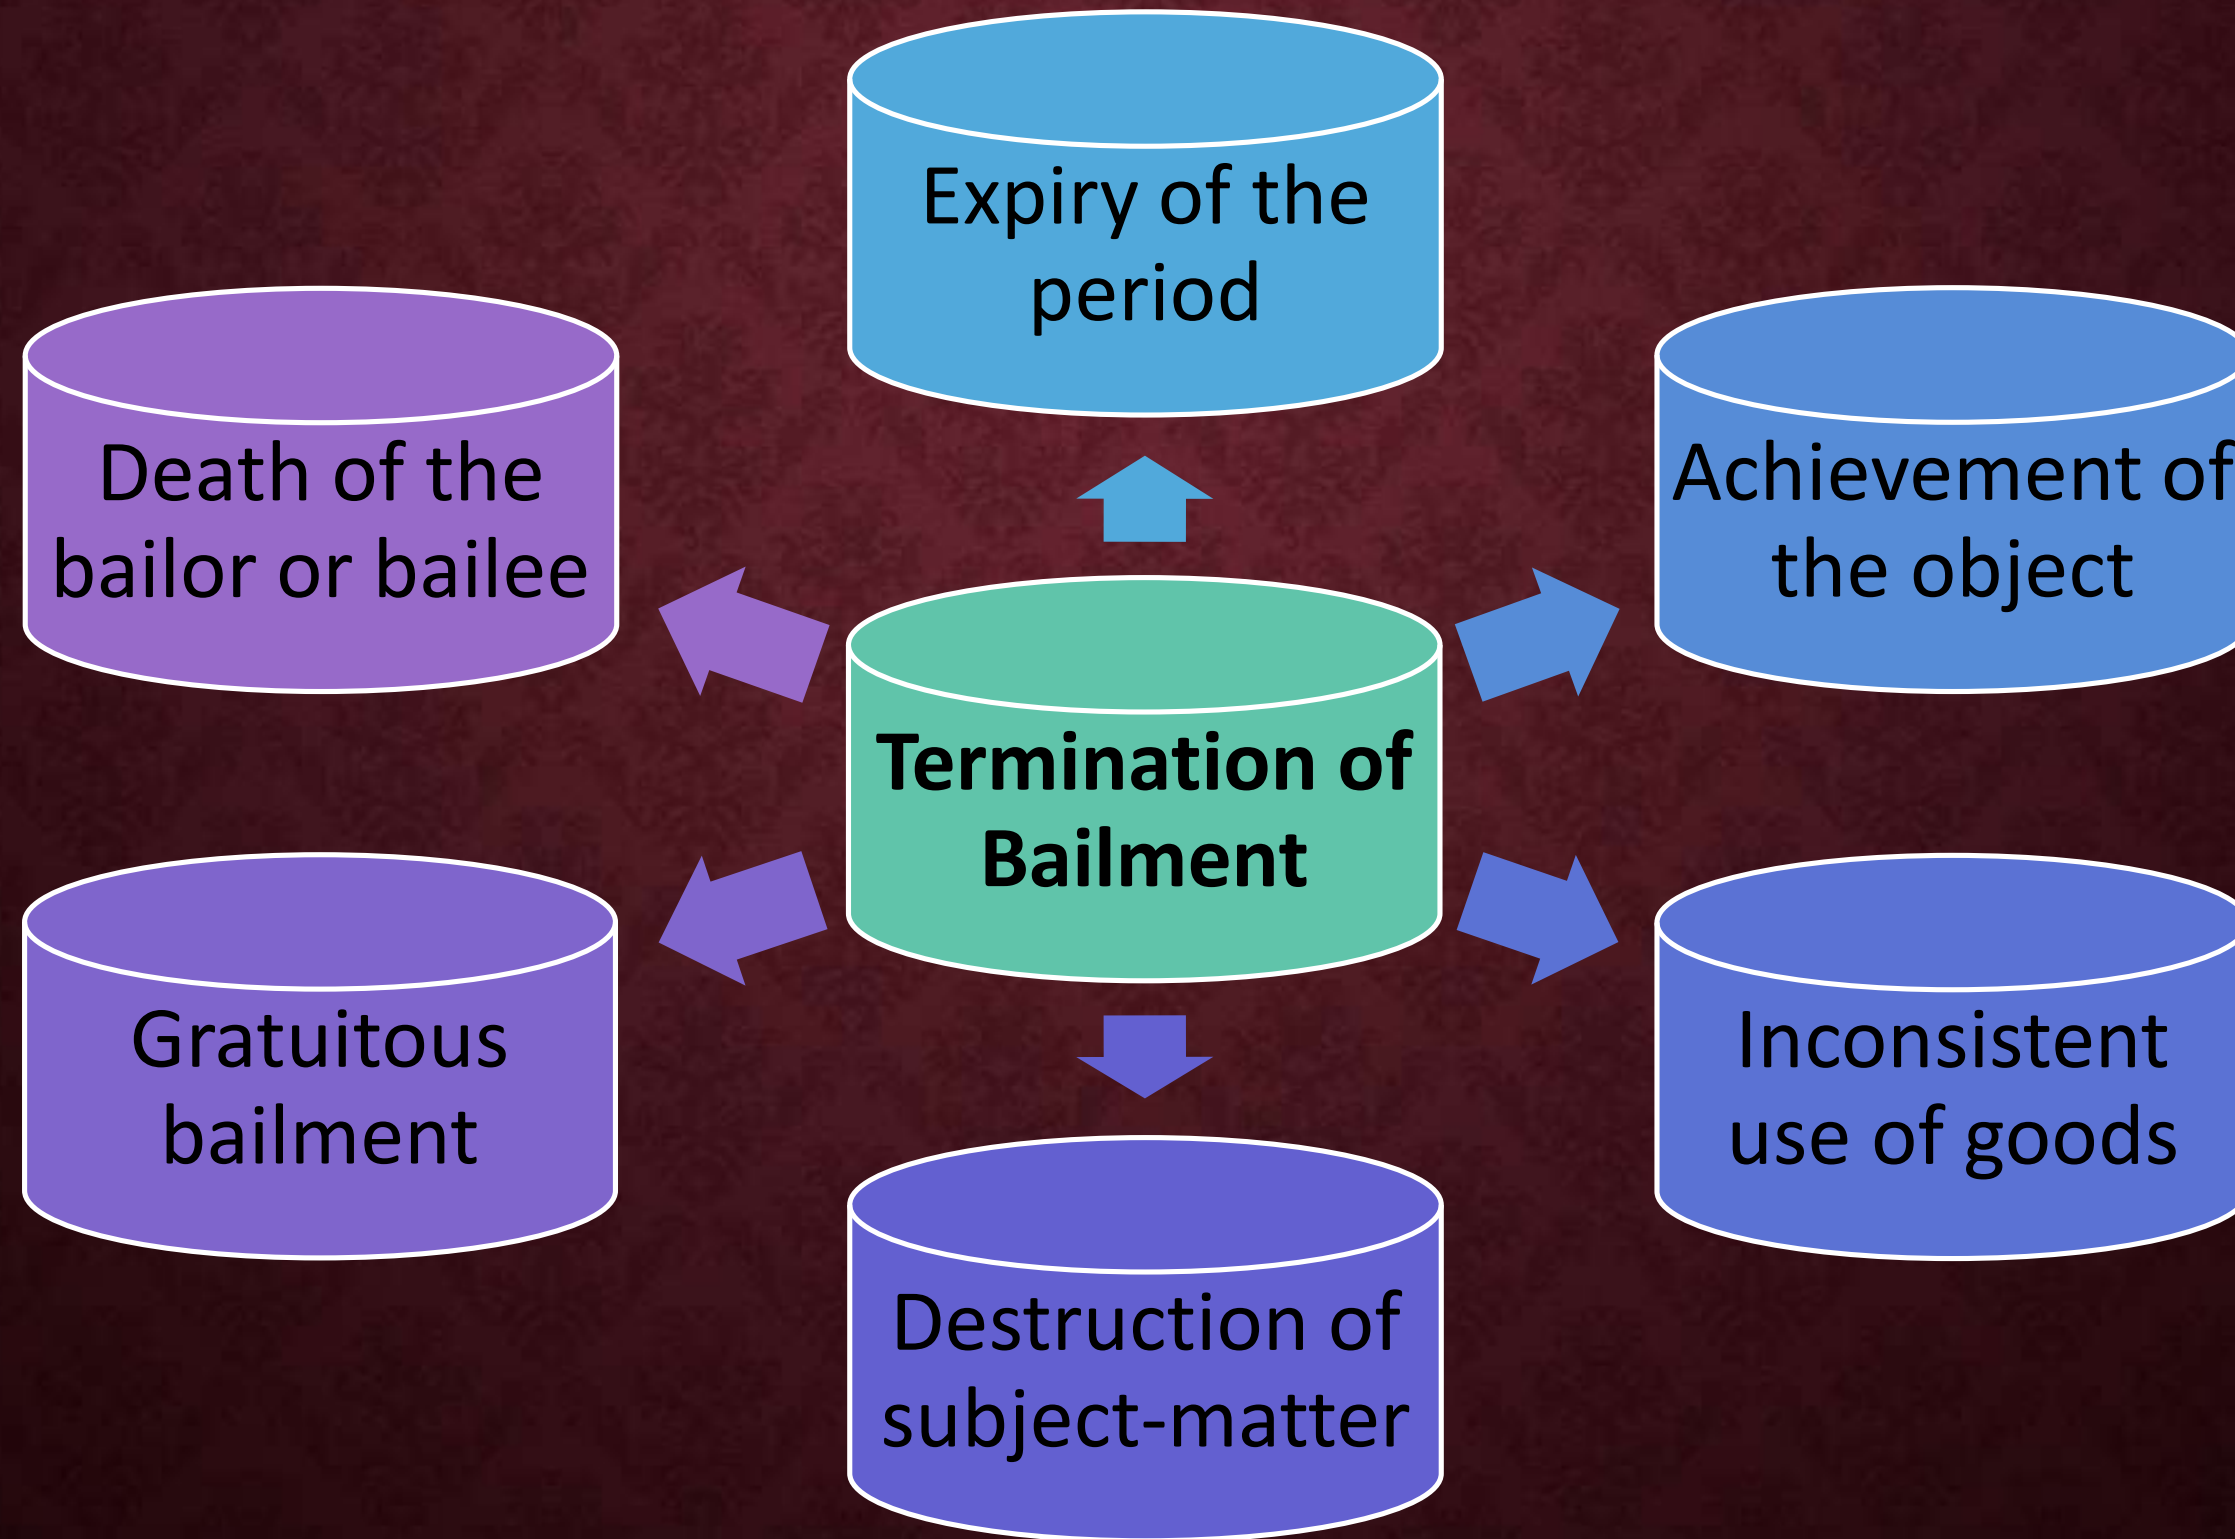 Expiry of the
period
Achievement of
the object
Inconsistent
use of goods
Destruction of
subject-matter
Gratuitous
bailment
Death of the
bailor or bailee
Termination of
Bailment